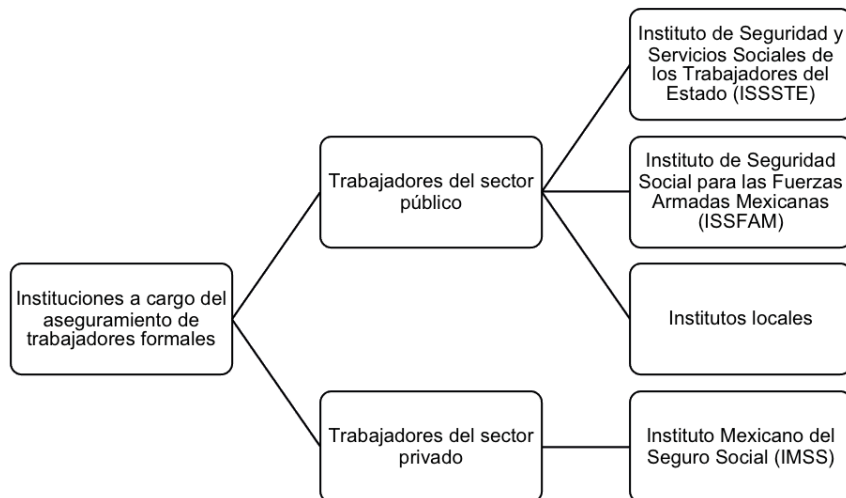 Instituto de Seguridad y
Servicios Sociales de
los Trabajadores del
Estado (ISSSTE)
Trabajadores del sector
público
Instituto de Seguridad
Social para las Fuerzas
Armadas Mexicanas
(ISSFAM)
Instituciones a cargo del
aseguramiento de
trabajadores formales
Institutos locales
Trabajadores del sector
privado
Instituto Mexicano del
Seguro Social (IMSS)